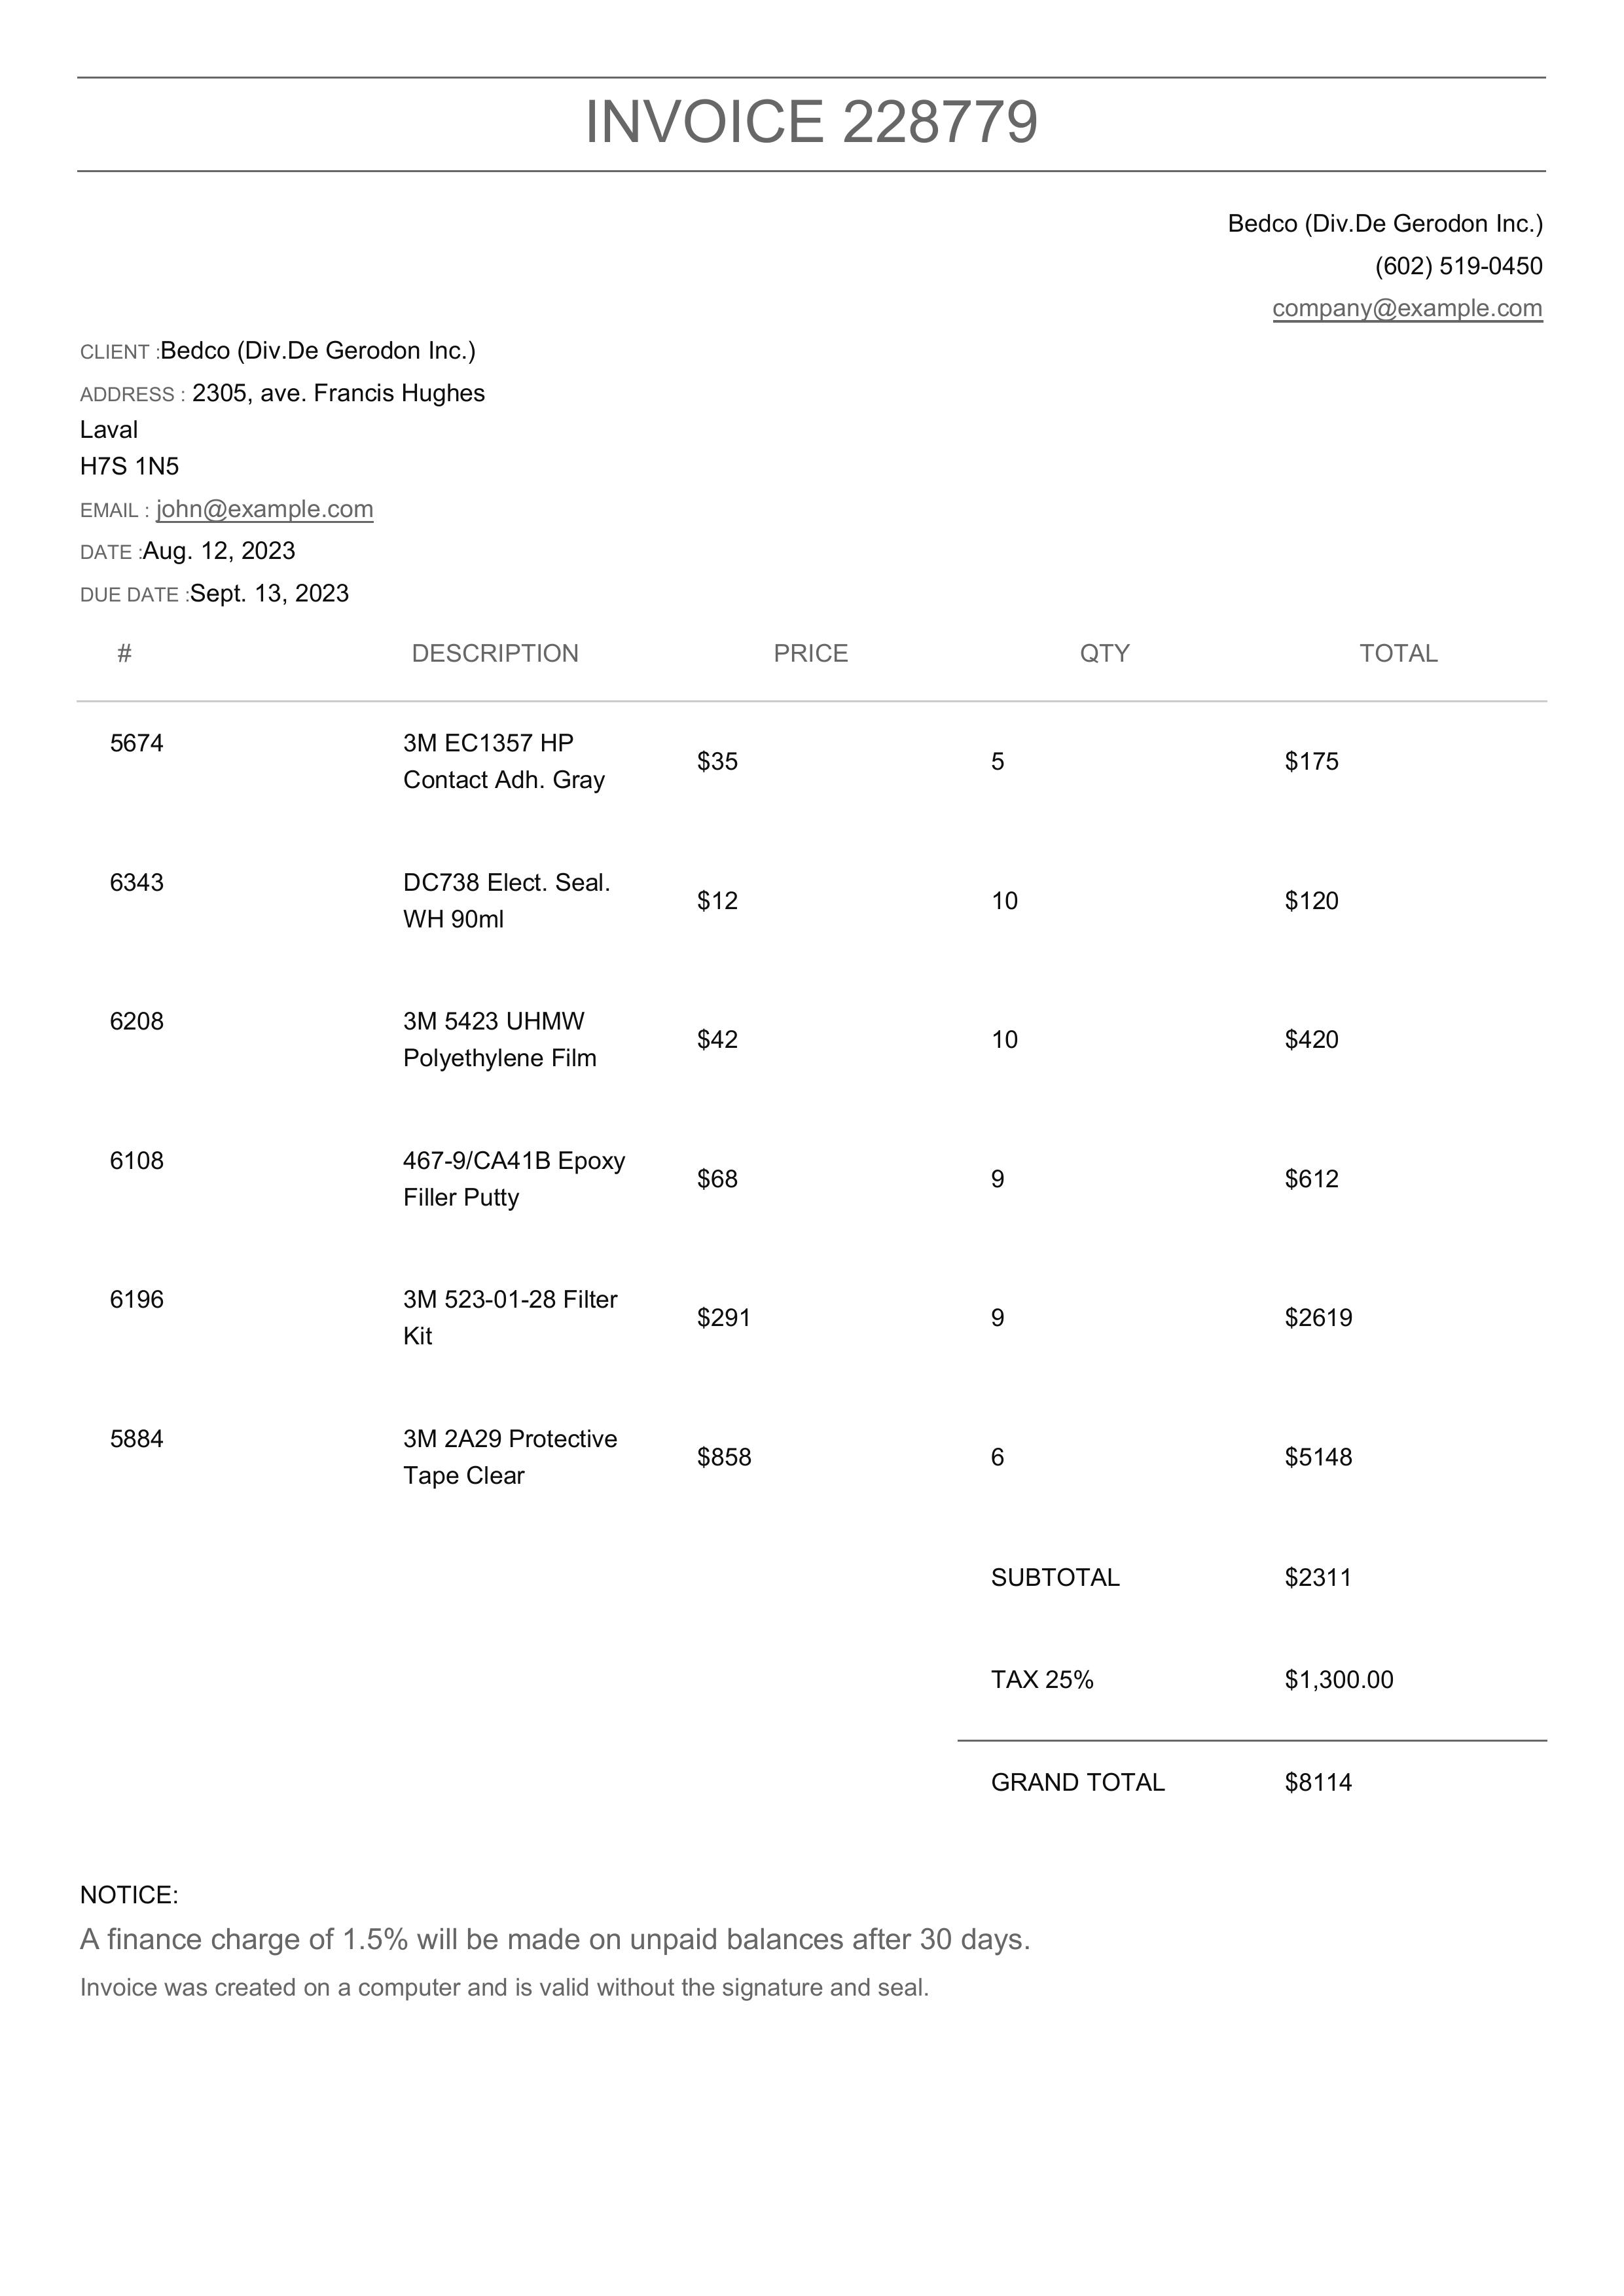 INVOICE 228779
Bedco (Div.De Gerodon Inc.)
(602) 519-0450
company@example.com
CLIENT :Bedco (Div.De Gerodon Inc.)
ADDRESS : 2305, ave. Francis Hughes
Laval
H7S 1N5
EMAIL : john@example.com
DATE :Aug. 12, 2023
DUE DATE :Sept. 13, 2023
# DESCRIPTION PRICE QTY TOTAL
5674 3M EC1357 HP
Contact Adh. Gray
$35 5 $175
6343 DC738 Elect. Seal.
WH 90ml
$12 10 $120
6208 3M 5423 UHMW
Polyethylene Film
$42 10 $420
6108 467-9/CA41B Epoxy
Filler Putty
$68 9 $612
6196 3M 523-01-28 Filter
Kit
$291 9 $2619
5884 3M 2A29 Protective
Tape Clear
$858 6 $5148
SUBTOTAL $2311
TAX 25% $1,300.00
GRAND TOTAL $8114
NOTICE:
A finance charge of 1.5% will be made on unpaid balances after 30 days.
Invoice was created on a computer and is valid without the signature and seal.